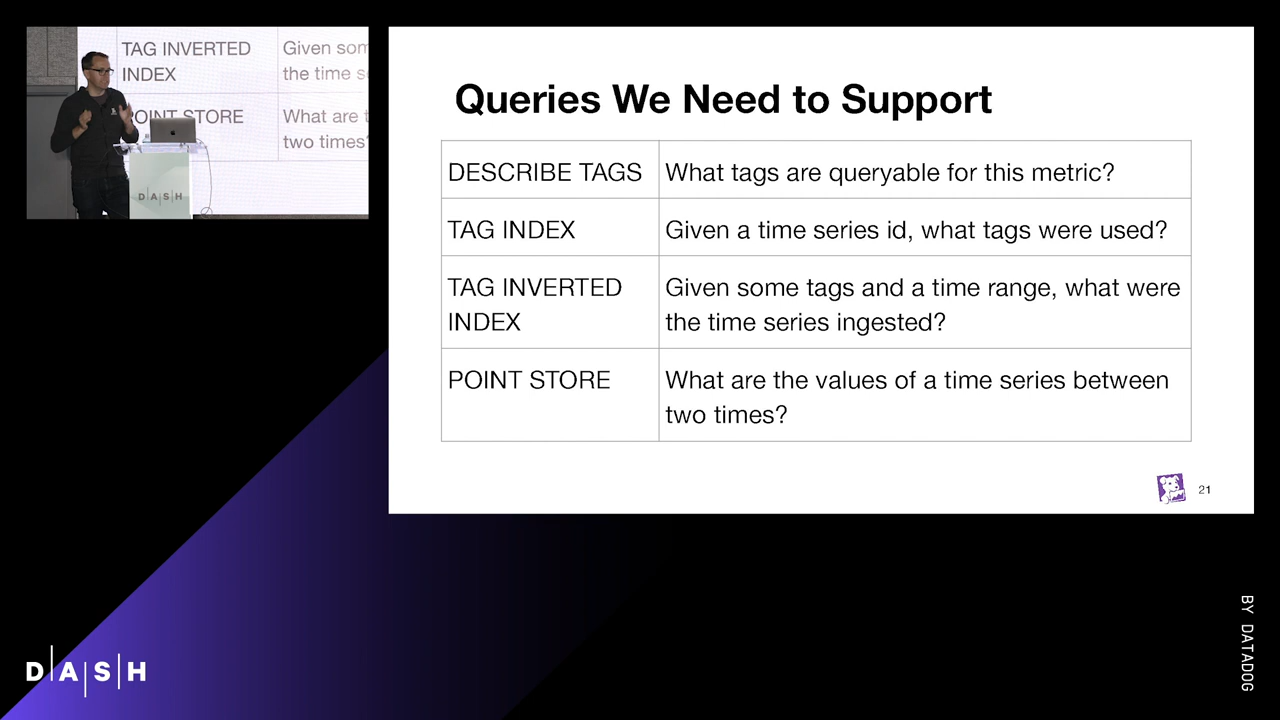 TAG INVERTED
INDEX
Given som
the time s
POINT STORE
What are t
two times?
D|A|S|H
Queries We Need to Support
DESCRIBE TAGS
What tags are queryable for this metric?
TAG INDEX
Given a time series id, what tags were used?
TAG INVERTED
INDEX
Given some tags and a time range, what were
the time series ingested?
POINT STORE
What are the values of a time series between
two times?
21
D|A|S|H
BY DATADOG